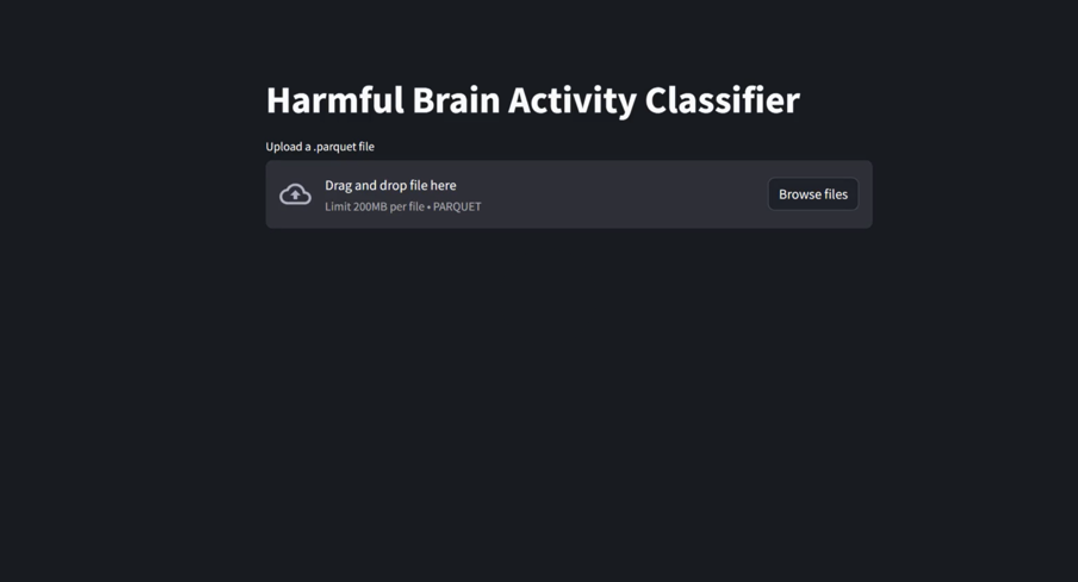 Harmful Brain Activity Classifier
Upload a .parquet file
Drag and drop file here
Limit 200MB per file • PARQUET
Browse files